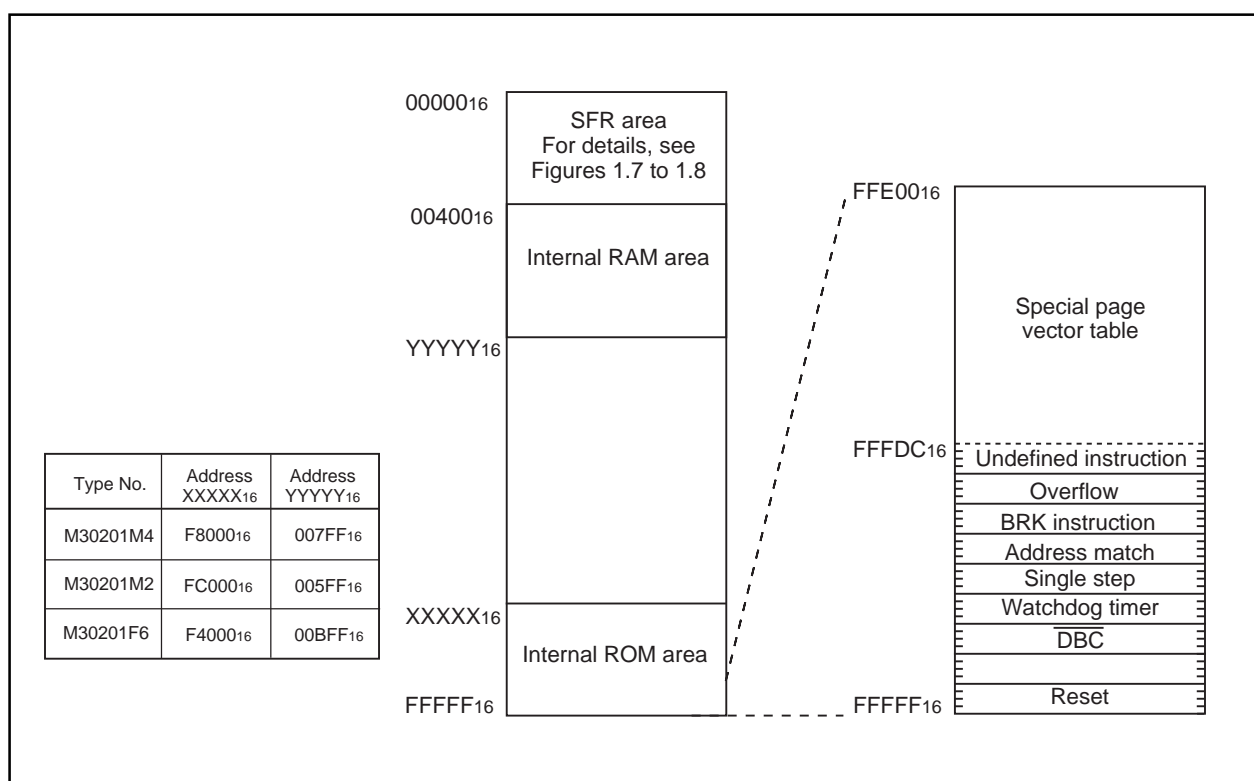 00000₁₆
SFR area
For details, see
Figures 1.7 to 1.8
00400₁₆
Internal RAM area
YYYYY₁₆
XXXXX₁₆
Internal ROM area
FFFFF₁₆
Type No.
Address
XXXXX₁₆
Address
YYYYY₁₆
M30201M4 F8000₁₆ 007FF₁₆
M30201M2 FC000₁₆ 005FF₁₆
M30201F6 F4000₁₆ 00BFF₁₆
FFE00₁₆
Special page
vector table
FFFDC₁₆
Undefined instruction
Overflow
BRK instruction
Address match
Single step
Watchdog timer
D̅B̅C̅
Reset
FFFFF₁₆